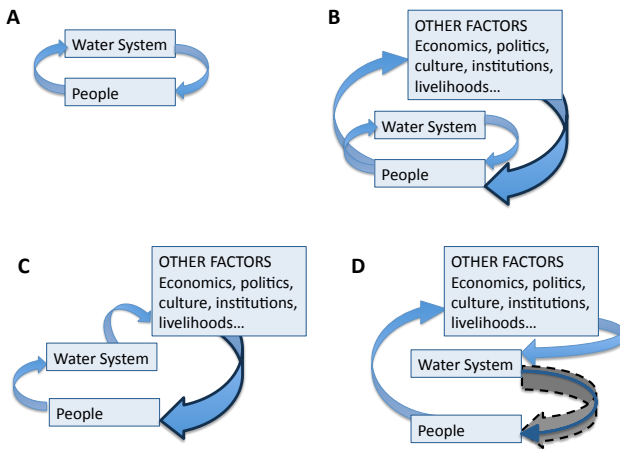 A
Water System
People
B
OTHER FACTORS
Economics, politics,
culture, institutions,
livelihoods...
Water System
People
C
OTHER FACTORS
Economics, politics,
culture, institutions,
livelihoods...
Water System
People
D
OTHER FACTORS
Economics, politics,
culture, institutions,
livelihoods...
Water System
People